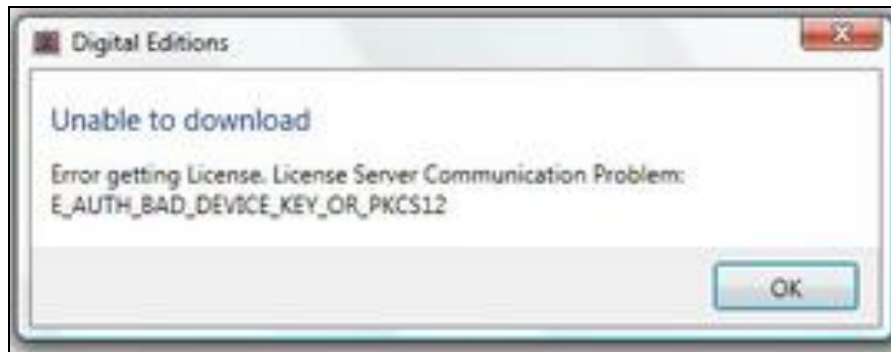 Digital Editions
Unable to download
Error getting License. License Server Communication Problem:
E_AUTH_BAD_DEVICE_KEY_OR_PKCS12
OK